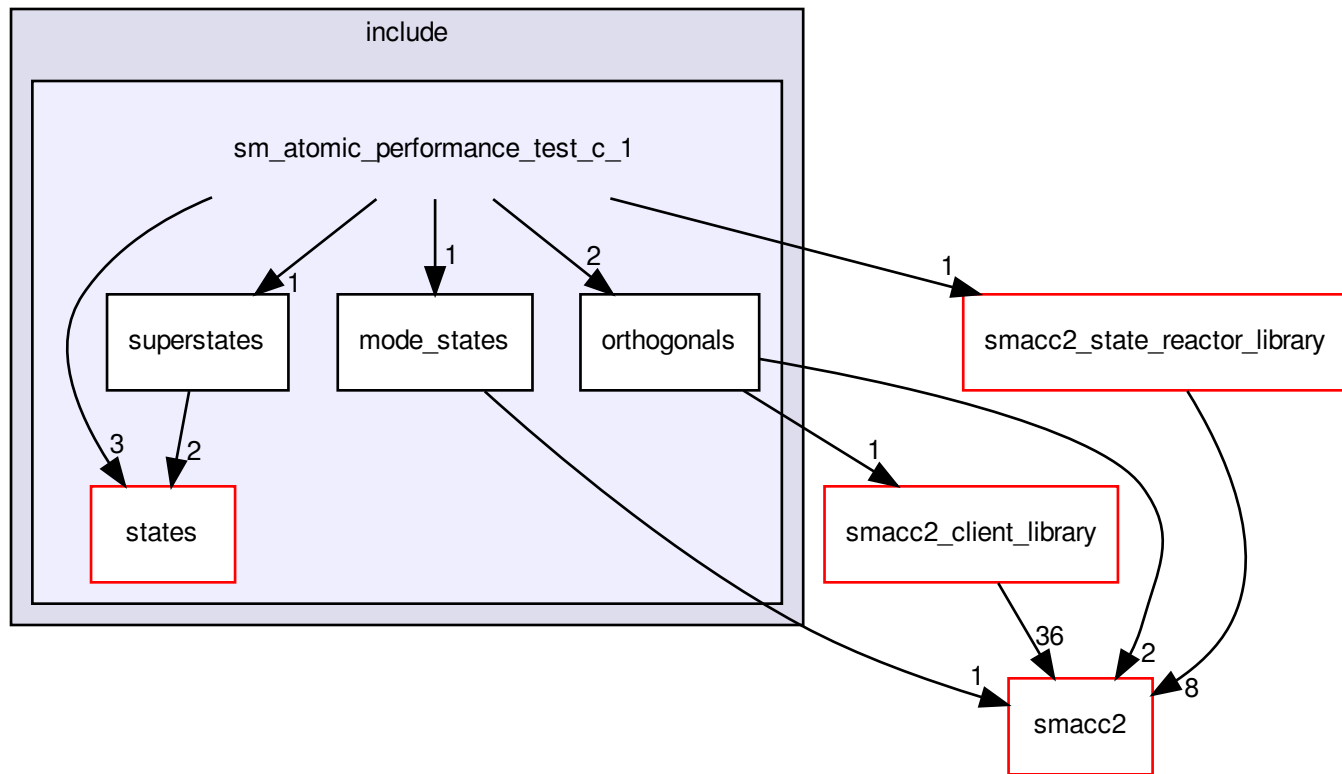 include
sm_atomic_performance_test_c_1
1
1
2
1
superstates
mode_states
orthogonals
smacc2_state_reactor_library
3
2
1
states
smacc2_client_library
36
2
1
8
smacc2